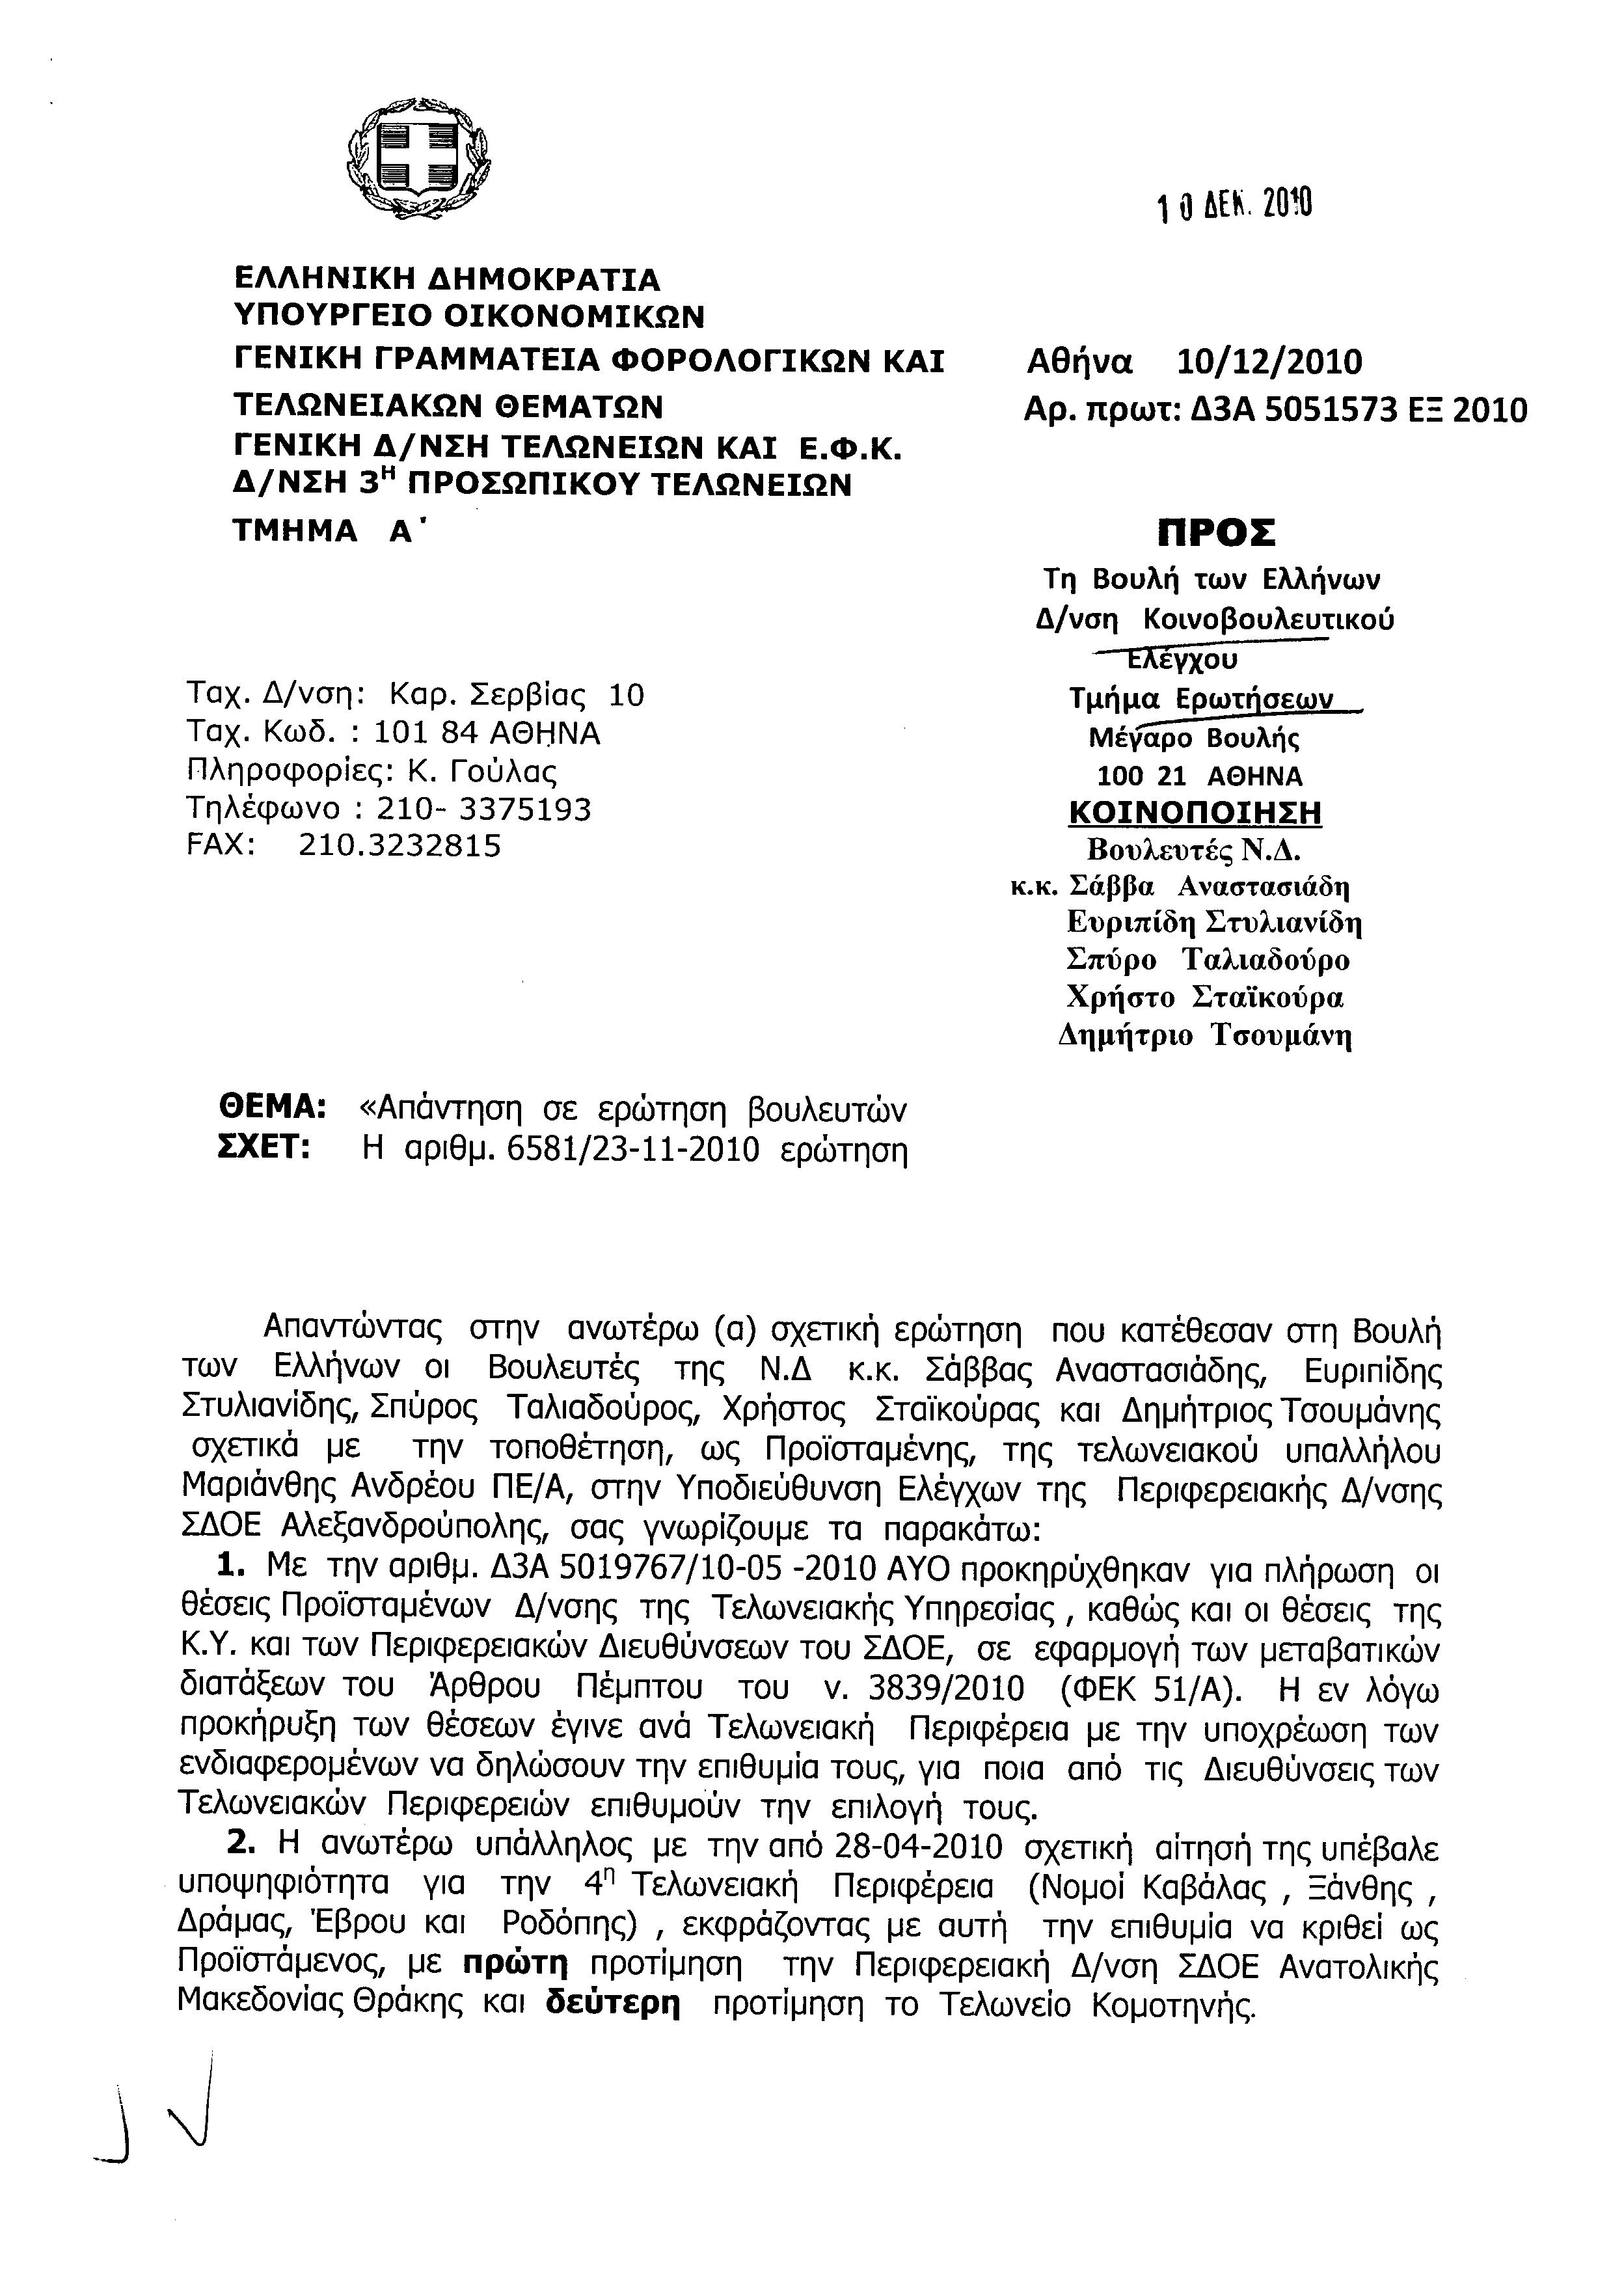 1 0 ΔΕΚ. 2010
ΕΛΛΗΝΙΚΗ ΔΗΜΟΚΡΑΤΙΑ
ΥΠΟΥΡΓΕΙΟ ΟΙΚΟΝΟΜΙΚΩΝ
ΓΕΝΙΚΗ ΓΡΑΜΜΑΤΕΙΑ ΦΟΡΟΛΟΓΙΚΩΝ ΚΑΙ
ΤΕΛΩΝΕΙΑΚΩΝ ΘΕΜΑΤΩΝ
ΓΕΝΙΚΗ Δ/ΝΣΗ ΤΕΛΩΝΕΙΩΝ ΚΑΙ Ε.Φ.Κ.
Δ/ΝΣΗ 3Η ΠΡΟΣΩΠΙΚΟΥ ΤΕΛΩΝΕΙΩΝ
ΤΜΗΜΑ Α΄
Αθήνα 10/12/2010
Αρ. πρωτ: Δ3Α 5051573 ΕΞ 2010
ΠΡΟΣ
Τη Βουλή των Ελλήνων
Δ/νση Κοινοβουλευτικού
Ελέγχου
Τμήμα Ερωτήσεων
Μέγαρο Βουλής
100 21 ΑΘΗΝΑ
ΚΟΙΝΟΠΟΙΗΣΗ
Βουλευτές Ν.Δ.
κ.κ. Σάββα Αναστασιάδη
Ευριπίδη Στυλιανίδη
Σπύρο Ταλιαδούρο
Χρήστο Σταϊκούρα
Δημήτριο Τσουμάνη
Ταχ. Δ/νση: Καρ. Σερβίας 10
Ταχ. Κωδ. : 101 84 ΑΘΗΝΑ
Πληροφορίες: Κ. Γούλας
Τηλέφωνο : 210- 3375193
FAX: 210.3232815
ΘΕΜΑ: «Απάντηση σε ερώτηση βουλευτών
ΣΧΕΤ: Η αριθμ. 6581/23-11-2010 ερώτηση
Απαντώντας στην ανωτέρω (α) σχετική ερώτηση που κατέθεσαν στη Βουλή
των Ελλήνων οι Βουλευτές της Ν.Δ κ.κ. Σάββας Αναστασιάδης, Ευριπίδης
Στυλιανίδης, Σπύρος Ταλιαδούρος, Χρήστος Σταϊκούρας και Δημήτριος Τσουμάνης
σχετικά με την τοποθέτηση, ως Προϊσταμένης, της τελωνειακού υπαλλήλου
Μαριάνθης Ανδρέου ΠΕ/Α, στην Υποδιεύθυνση Ελέγχων της Περιφερειακής Δ/νσης
ΣΔΟΕ Αλεξανδρούπολης, σας γνωρίζουμε τα παρακάτω:
1. Με την αριθμ. Δ3Α 5019767/10-05 -2010 ΑΥΟ προκηρύχθηκαν για πλήρωση οι
θέσεις Προϊσταμένων Δ/νσης της Τελωνειακής Υπηρεσίας , καθώς και οι θέσεις της
Κ.Υ. και των Περιφερειακών Διευθύνσεων του ΣΔΟΕ, σε εφαρμογή των μεταβατικών
διατάξεων του Άρθρου Πέμπτου του ν. 3839/2010 (ΦΕΚ 51/Α). Η εν λόγω
προκήρυξη των θέσεων έγινε ανά Τελωνειακή Περιφέρεια με την υποχρέωση των
ενδιαφερομένων να δηλώσουν την επιθυμία τους, για ποια από τις Διευθύνσεις των
Τελωνειακών Περιφερειών επιθυμούν την επιλογή τους.
2. Η ανωτέρω υπάλληλος με την από 28-04-2010 σχετική αίτησή της υπέβαλε
υποψηφιότητα για την 4η Τελωνειακή Περιφέρεια (Νομοί Καβάλας , Ξάνθης ,
Δράμας, Έβρου και Ροδόπης) , εκφράζοντας με αυτή την επιθυμία να κριθεί ως
Προϊστάμενος, με πρώτη προτίμηση την Περιφερειακή Δ/νση ΣΔΟΕ Ανατολικής
Μακεδονίας Θράκης και δεύτερη προτίμηση το Τελωνείο Κομοτηνής.